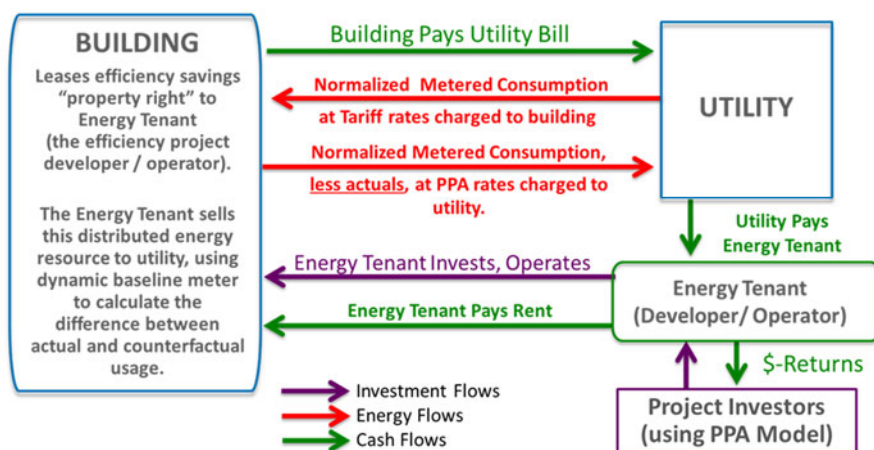 BUILDING
Leases efficiency savings
“property right” to
Energy Tenant
(the efficiency project
developer / operator).
The Energy Tenant sells
this distributed energy
resource to utility, using
dynamic baseline meter
to calculate the
difference between
actual and counterfactual
usage.
Building Pays Utility Bill
Normalized Metered Consumption
at Tariff rates charged to building
Normalized Metered Consumption,
less actuals, at PPA rates charged to
utility.
UTILITY
Utility Pays
Energy Tenant
Energy Tenant Invests, Operates
Energy Tenant Pays Rent
Energy Tenant
(Developer/ Operator)
$-Returns
Project Investors
(using PPA Model)
Investment Flows
Energy Flows
Cash Flows